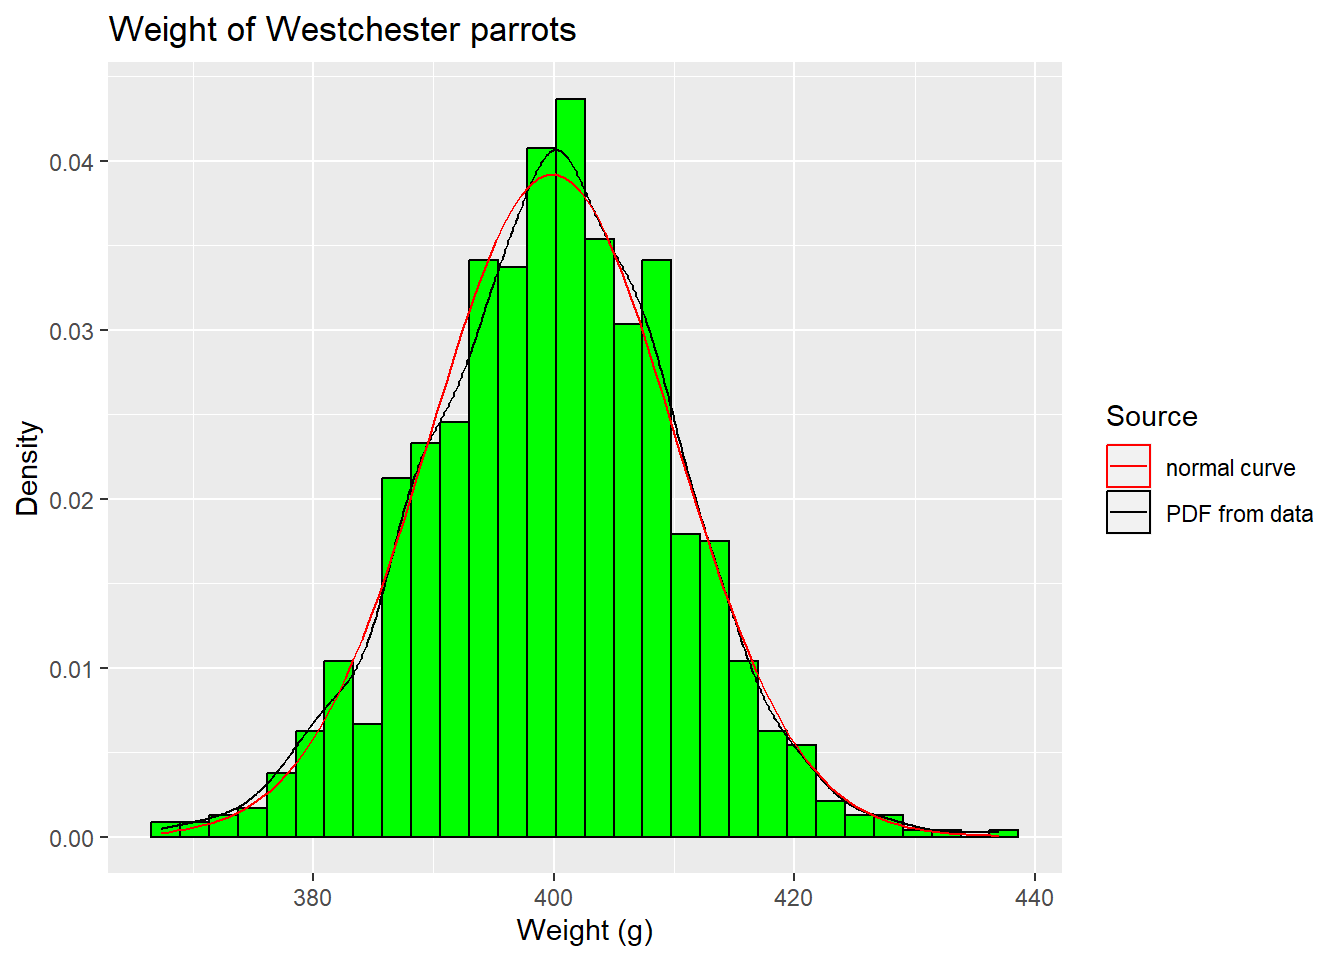 Weight of Westchester parrots
0.04
0.03
0.02
0.01
0.00
Density
380
400
420
440
Weight (g)
Source
normal curve
PDF from data